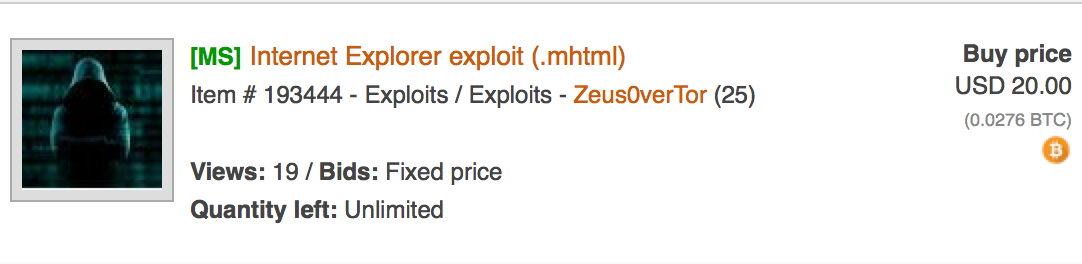 [MS] Internet Explorer exploit (.mhtml)
Item # 193444 - Exploits / Exploits - Zeus0verTor (25)
Views: 19 / Bids: Fixed price
Quantity left: Unlimited
Buy price
USD 20.00
(0.0276 BTC)